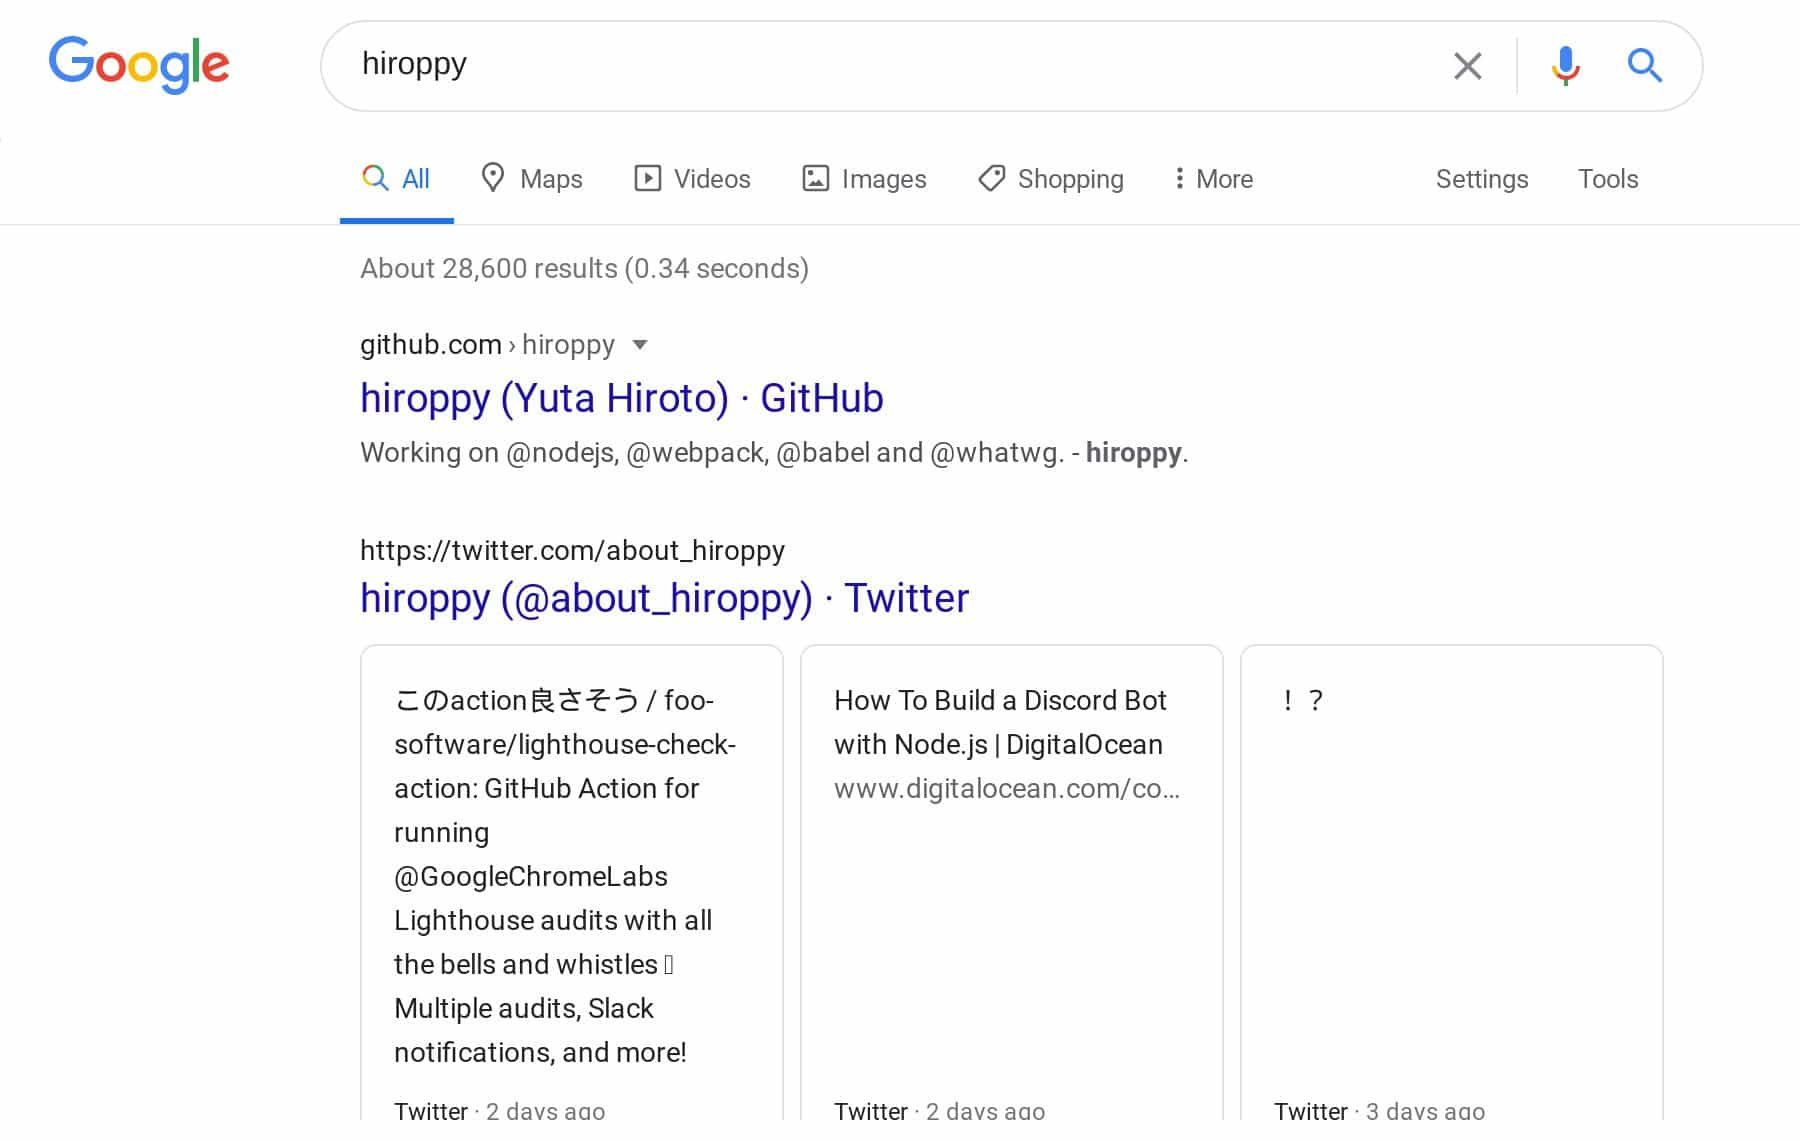 Google
hiroppy
All Maps Videos Images Shopping More Settings Tools
About 28,600 results (0.34 seconds)
github.com › hiroppy
hiroppy (Yuta Hiroto) · GitHub
Working on @nodejs, @webpack, @babel and @whatwg. - hiroppy.
https://twitter.com/about_hiroppy
hiroppy (@about_hiroppy) · Twitter
このaction良さそう / foo-
software/lighthouse-check-
action: GitHub Action for
running
@GoogleChromeLabs
Lighthouse audits with all
the bells and whistles
Multiple audits, Slack
notifications, and more!
Twitter · 2 days ago
How To Build a Discord Bot
with Node.js | DigitalOcean
www.digitalocean.com/co...
Twitter · 2 days ago
！？
Twitter · 3 days ago